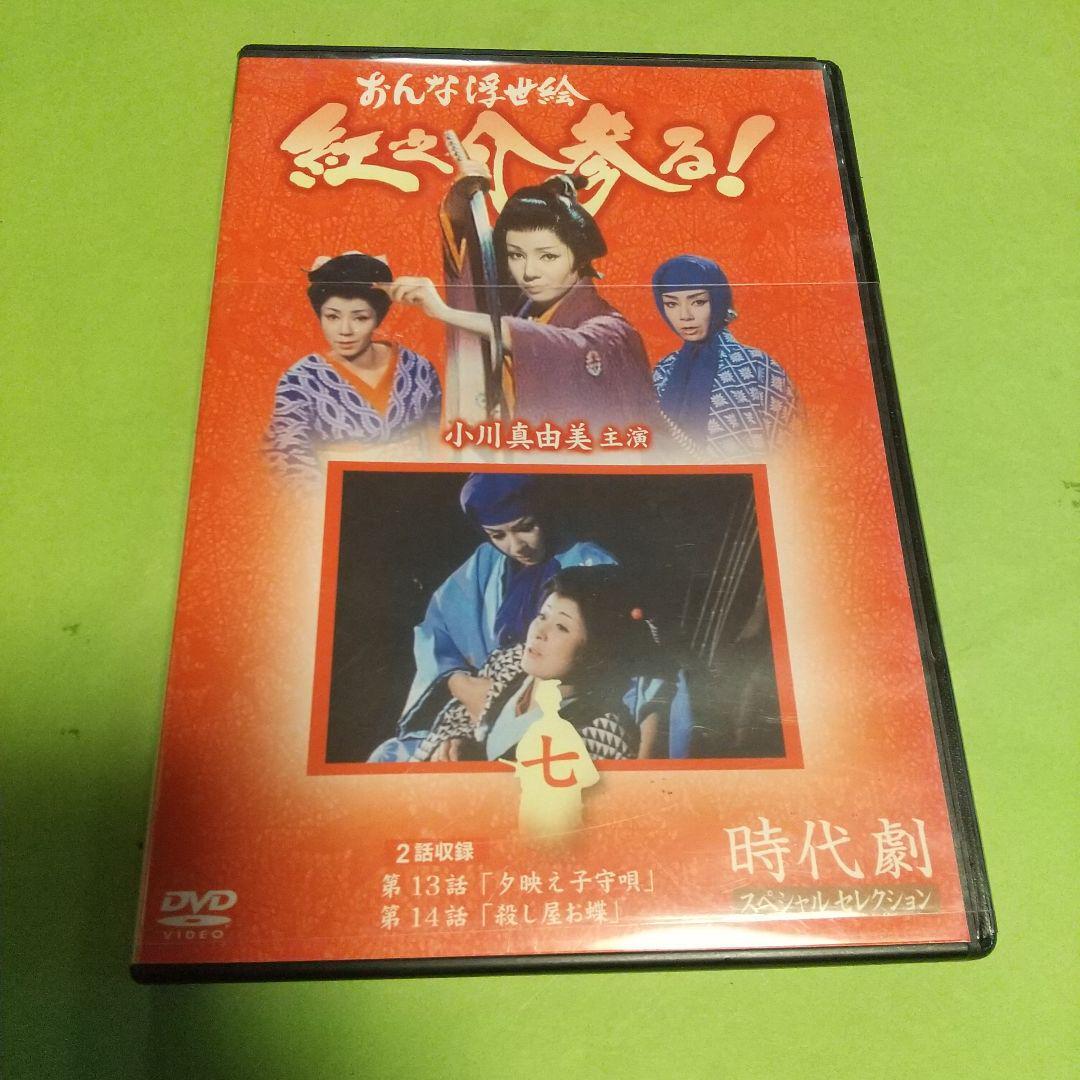 おんな浮世絵
紅之介参る!
小川真由美 主演
七
2話収録
第13話「夕映え子守唄」
第14話「殺し屋お蝶」
時代劇
スペシャル セレクション
DVD
VIDEO